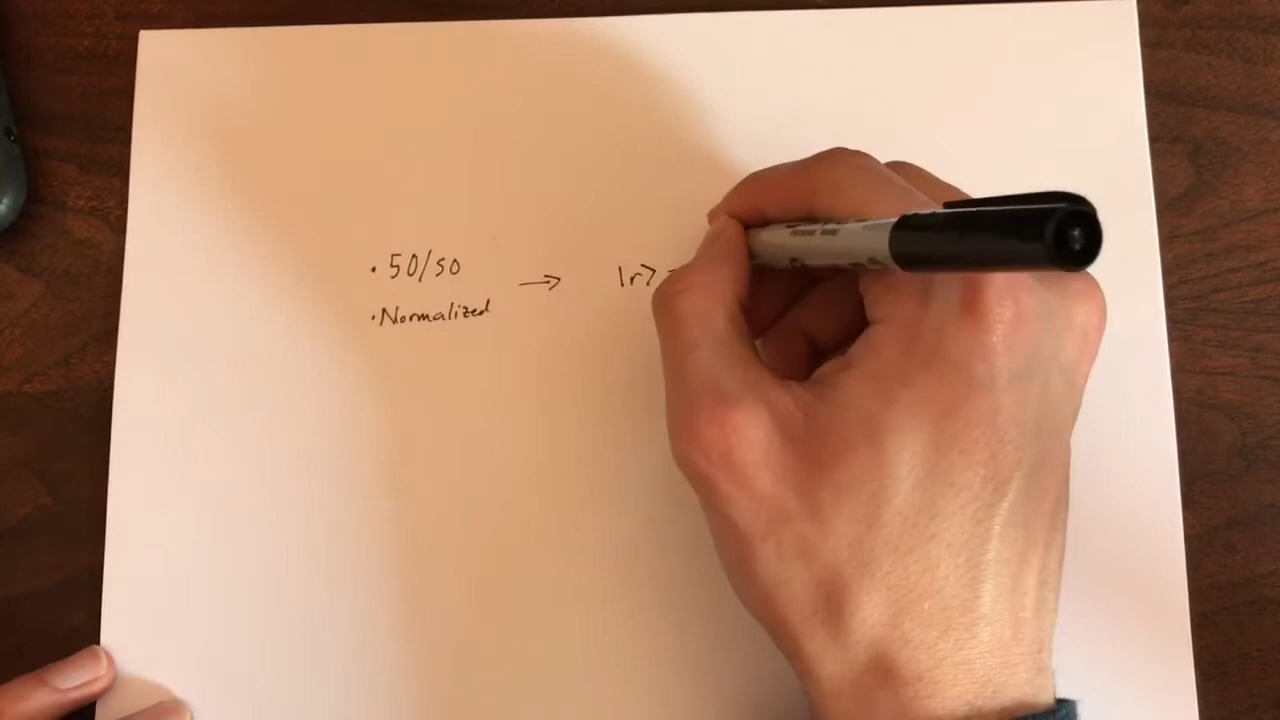 · 50/50
· Normalized
→ |r⟩